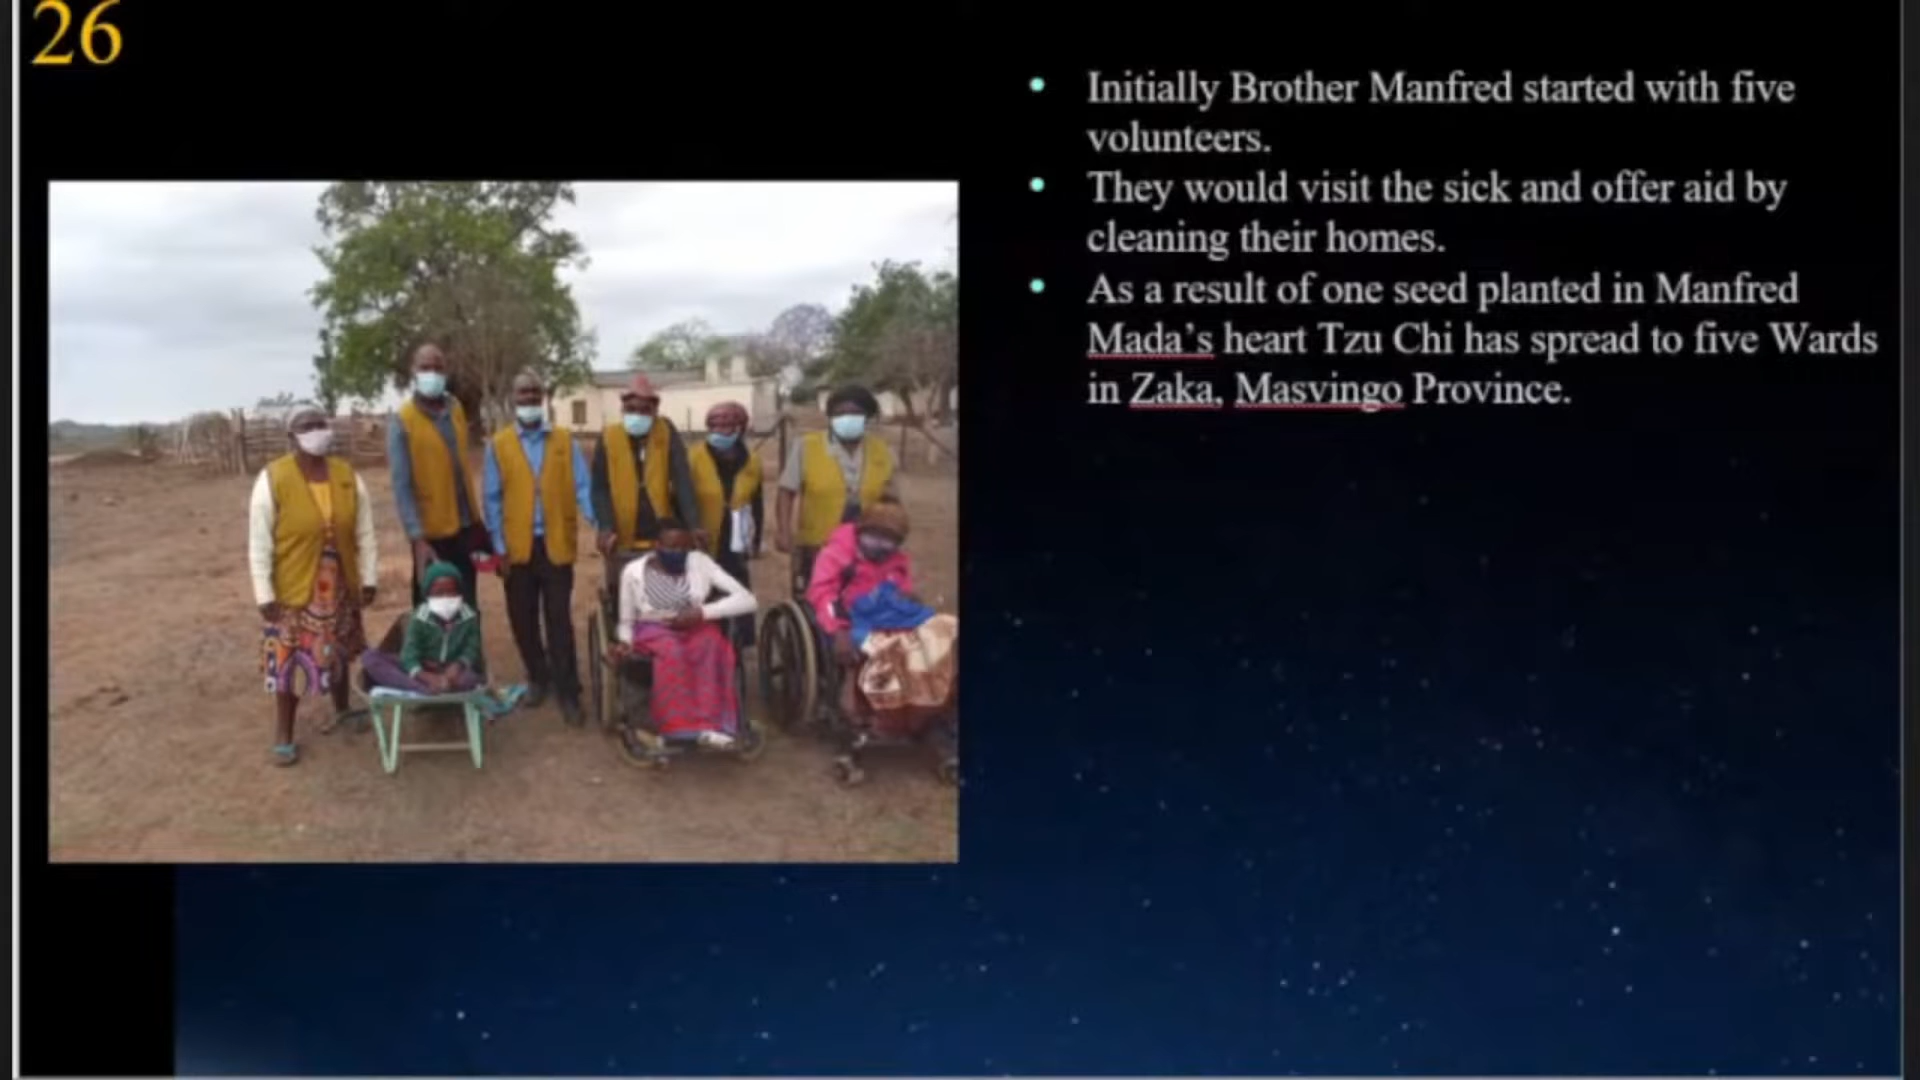 26
• Initially Brother Manfred started with five
volunteers.
• They would visit the sick and offer aid by
cleaning their homes.
• As a result of one seed planted in Manfred
Mada’s heart Tzu Chi has spread to five Wards
in Zaka, Masvingo Province.